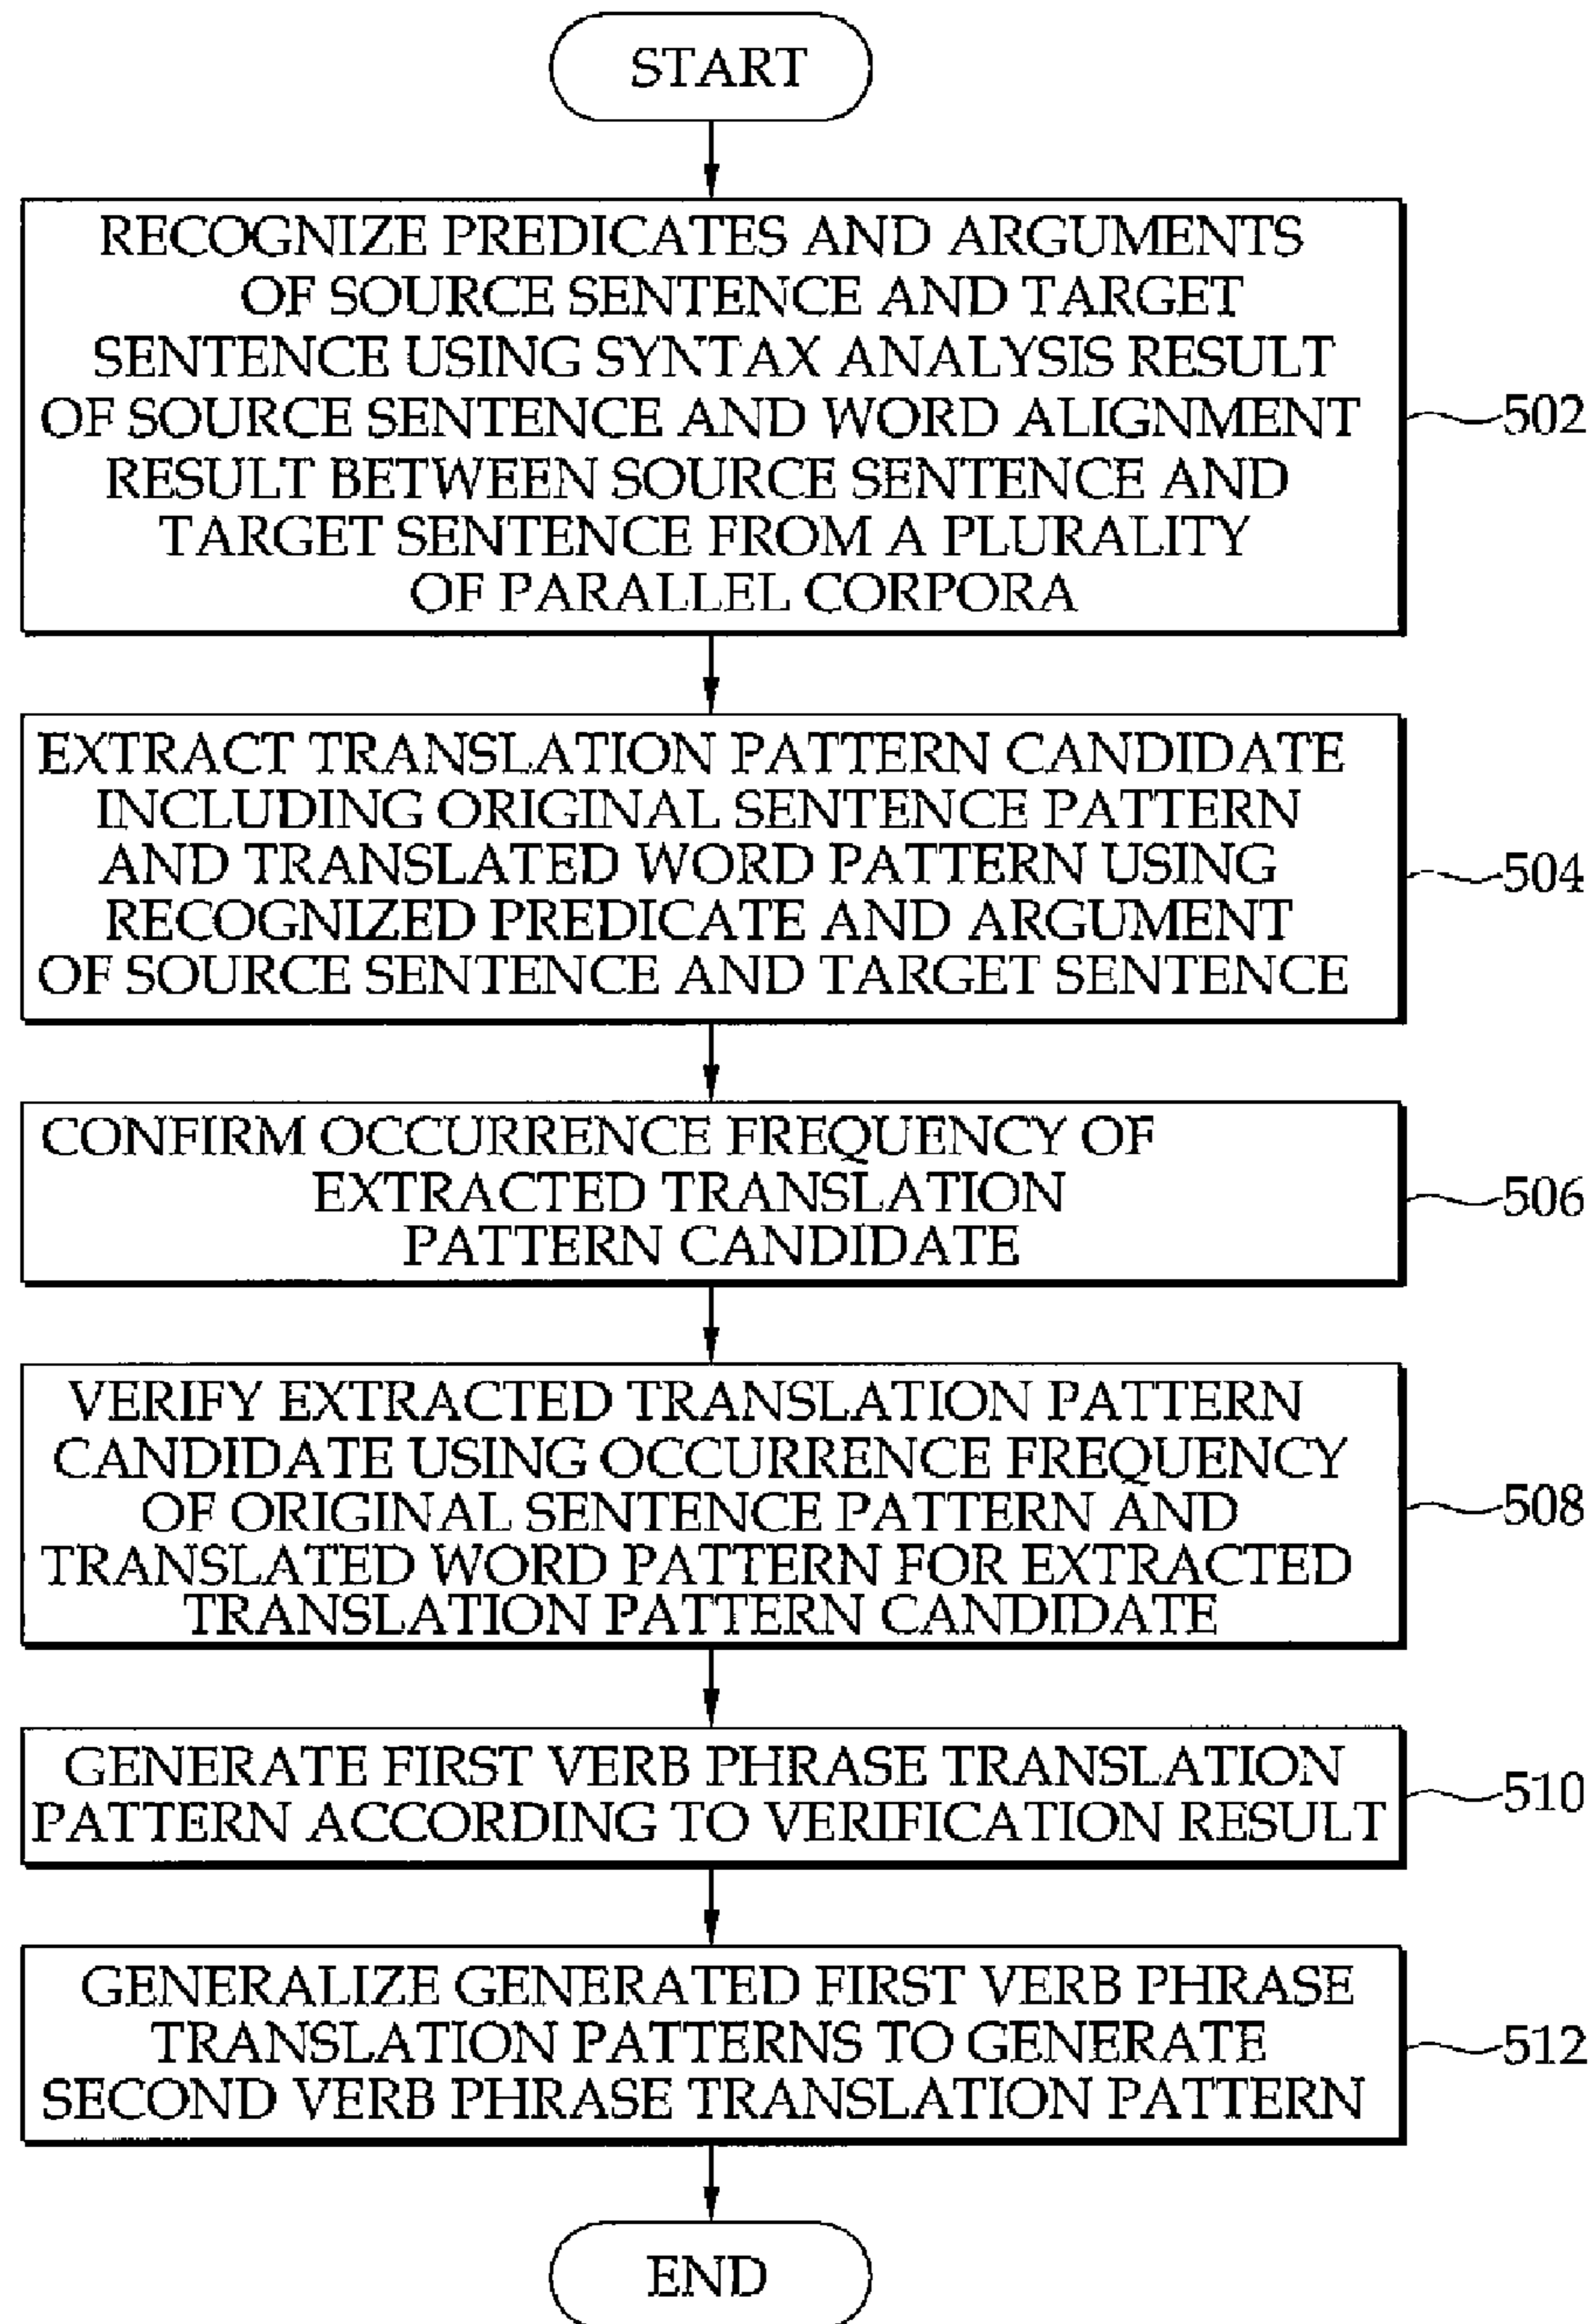 START
RECOGNIZE PREDICATES AND ARGUMENTS
OF SOURCE SENTENCE AND TARGET
SENTENCE USING SYNTAX ANALYSIS RESULT
OF SOURCE SENTENCE AND WORD ALIGNMENT
RESULT BETWEEN SOURCE SENTENCE AND
TARGET SENTENCE FROM A PLURALITY
OF PARALLEL CORPORA
502
EXTRACT TRANSLATION PATTERN CANDIDATE
INCLUDING ORIGINAL SENTENCE PATTERN
AND TRANSLATED WORD PATTERN USING
RECOGNIZED PREDICATE AND ARGUMENT
OF SOURCE SENTENCE AND TARGET SENTENCE
504
CONFIRM OCCURRENCE FREQUENCY OF
EXTRACTED TRANSLATION
PATTERN CANDIDATE
506
VERIFY EXTRACTED TRANSLATION PATTERN
CANDIDATE USING OCCURRENCE FREQUENCY
OF ORIGINAL SENTENCE PATTERN AND
TRANSLATED WORD PATTERN FOR EXTRACTED
TRANSLATION PATTERN CANDIDATE
508
GENERATE FIRST VERB PHRASE TRANSLATION
PATTERN ACCORDING TO VERIFICATION RESULT
510
GENERALIZE GENERATED FIRST VERB PHRASE
TRANSLATION PATTERNS TO GENERATE
SECOND VERB PHRASE TRANSLATION PATTERN
512
END